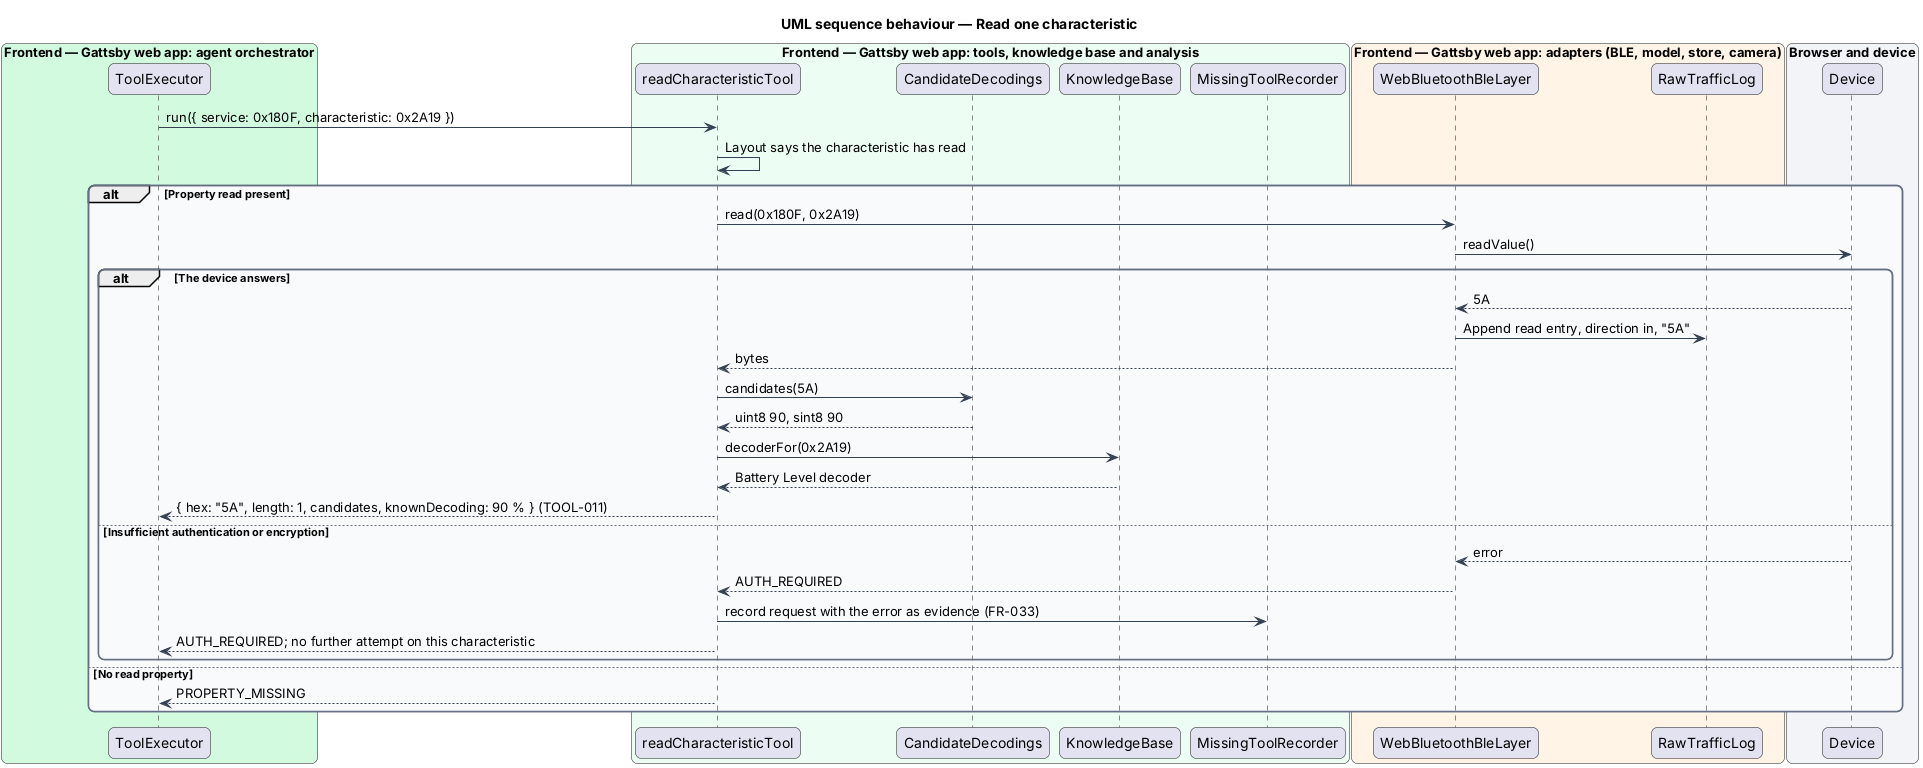 UML sequence behaviour — Read one characteristic
Frontend — Gattsby web app: agent orchestrator
Frontend — Gattsby web app: tools, knowledge base and analysis
Frontend — Gattsby web app: adapters (BLE, model, store, camera)
Browser and device
ToolExecutor
readCharacteristicTool
CandidateDecodings
KnowledgeBase
MissingToolRecorder
WebBluetoothBleLayer
RawTrafficLog
Device
run({ service: 0x180F, characteristic: 0x2A19 })
Layout says the characteristic has read
alt
[Property read present]
read(0x180F, 0x2A19)
readValue()
alt
[The device answers]
5A
Append read entry, direction in, "5A"
bytes
candidates(5A)
uint8 90, sint8 90
decoderFor(0x2A19)
Battery Level decoder
{ hex: "5A", length: 1, candidates, knownDecoding: 90 % } (TOOL-011)
[Insufficient authentication or encryption]
error
AUTH_REQUIRED
record request with the error as evidence (FR-033)
AUTH_REQUIRED; no further attempt on this characteristic
[No read property]
PROPERTY_MISSING
ToolExecutor
readCharacteristicTool
CandidateDecodings
KnowledgeBase
MissingToolRecorder
WebBluetoothBleLayer
RawTrafficLog
Device